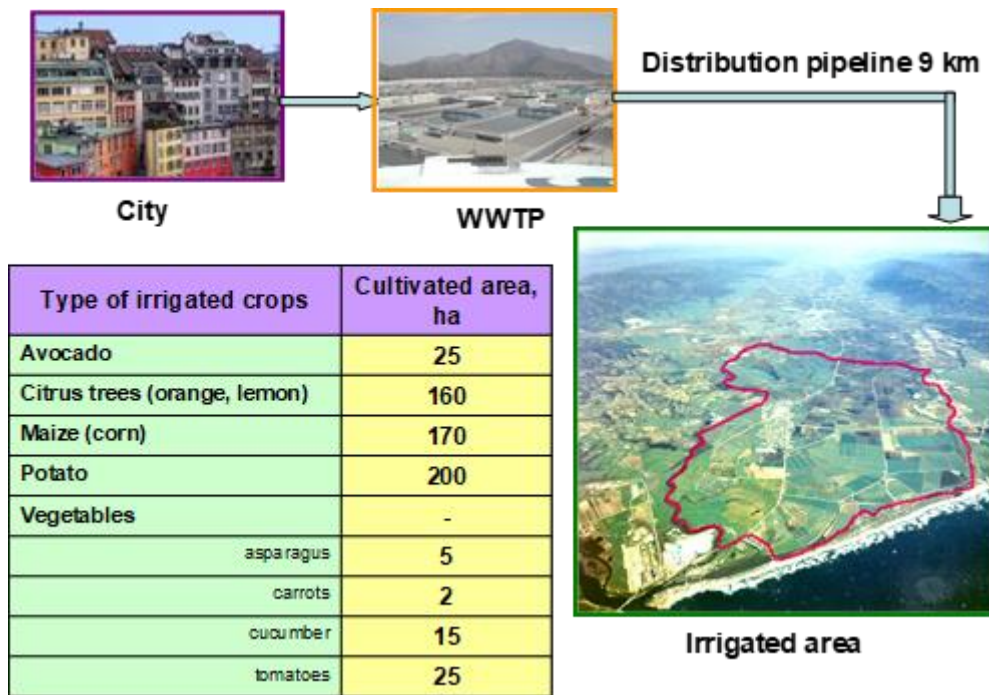 Distribution pipeline 9 km
City
WWTP
Type of irrigated crops
Cultivated area,
ha
Avocado
25
Citrus trees (orange, lemon)
160
Maize (corn)
170
Potato
200
Vegetables
-
asparagus
5
carrots
2
cucumber
15
tomatoes
25
Irrigated area